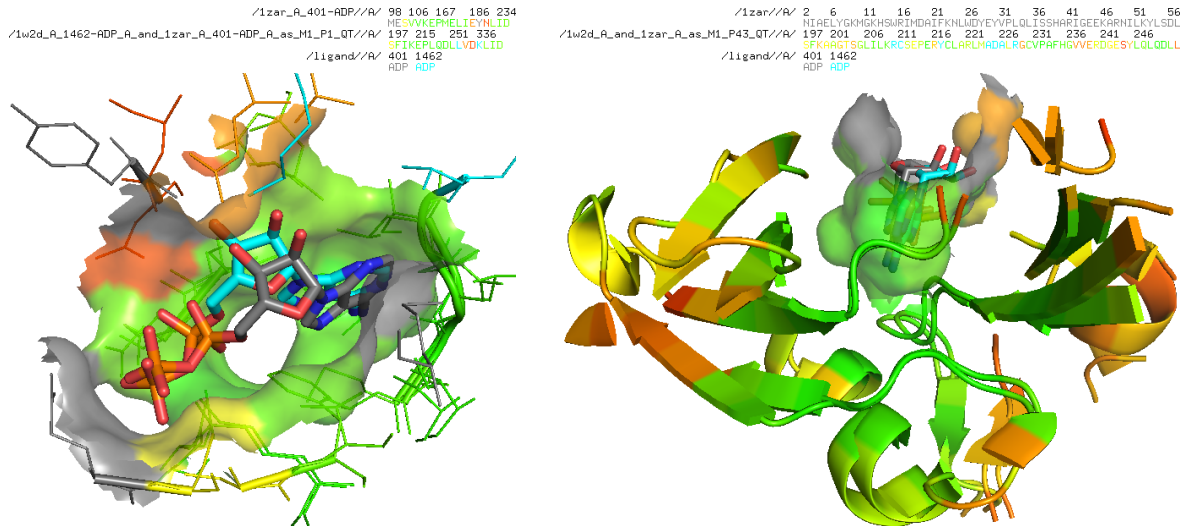 /1zar_A_401-ADP//A/ 98 106 167 186 234
MESVVKEPMELIEYNLID
/1w2d_A_1462-ADP_A_and_1zar_A_401-ADP_A_as_M1_P1_QT//A/ 197 215 251 336
SFIKEPLQDLLVDKLID
/ligand//A/ 401 1462
ADP ADP
/1zar//A/ 2 6 11 16 21 26 31 36 41 46 51 56
NIAELYGKMGKHSWRIMDAIFKNLWDYEYVPLQLISSHARIGEEKARNILKYLSDL
/1w2d_A_and_1zar_A_as_M1_P43_QT//A/ 197 201 206 211 216 221 226 231 236 241 246
SFKAAGTSGLILKRCSEPERYCLARLMADALRGCVPAFHGVVERDSESYLQLQDLL
/ligand//A/ 401 1462
ADP ADP